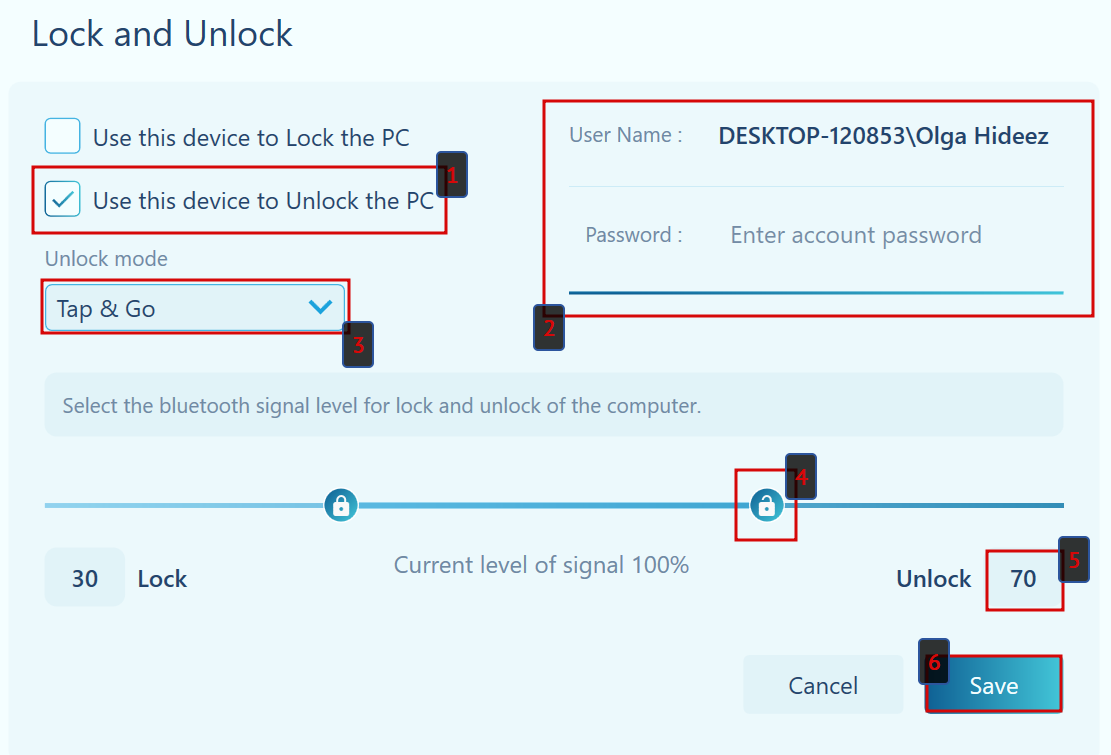 Lock and Unlock
Use this device to Lock the PC
1
Use this device to Unlock the PC
Unlock mode
Tap & Go
3
User Name :
DESKTOP-120853\Olga Hideez
Password :
Enter account password
2
Select the bluetooth signal level for lock and unlock of the computer.
4
30
Lock
Current level of signal 100%
Unlock
70
5
Cancel
6
Save